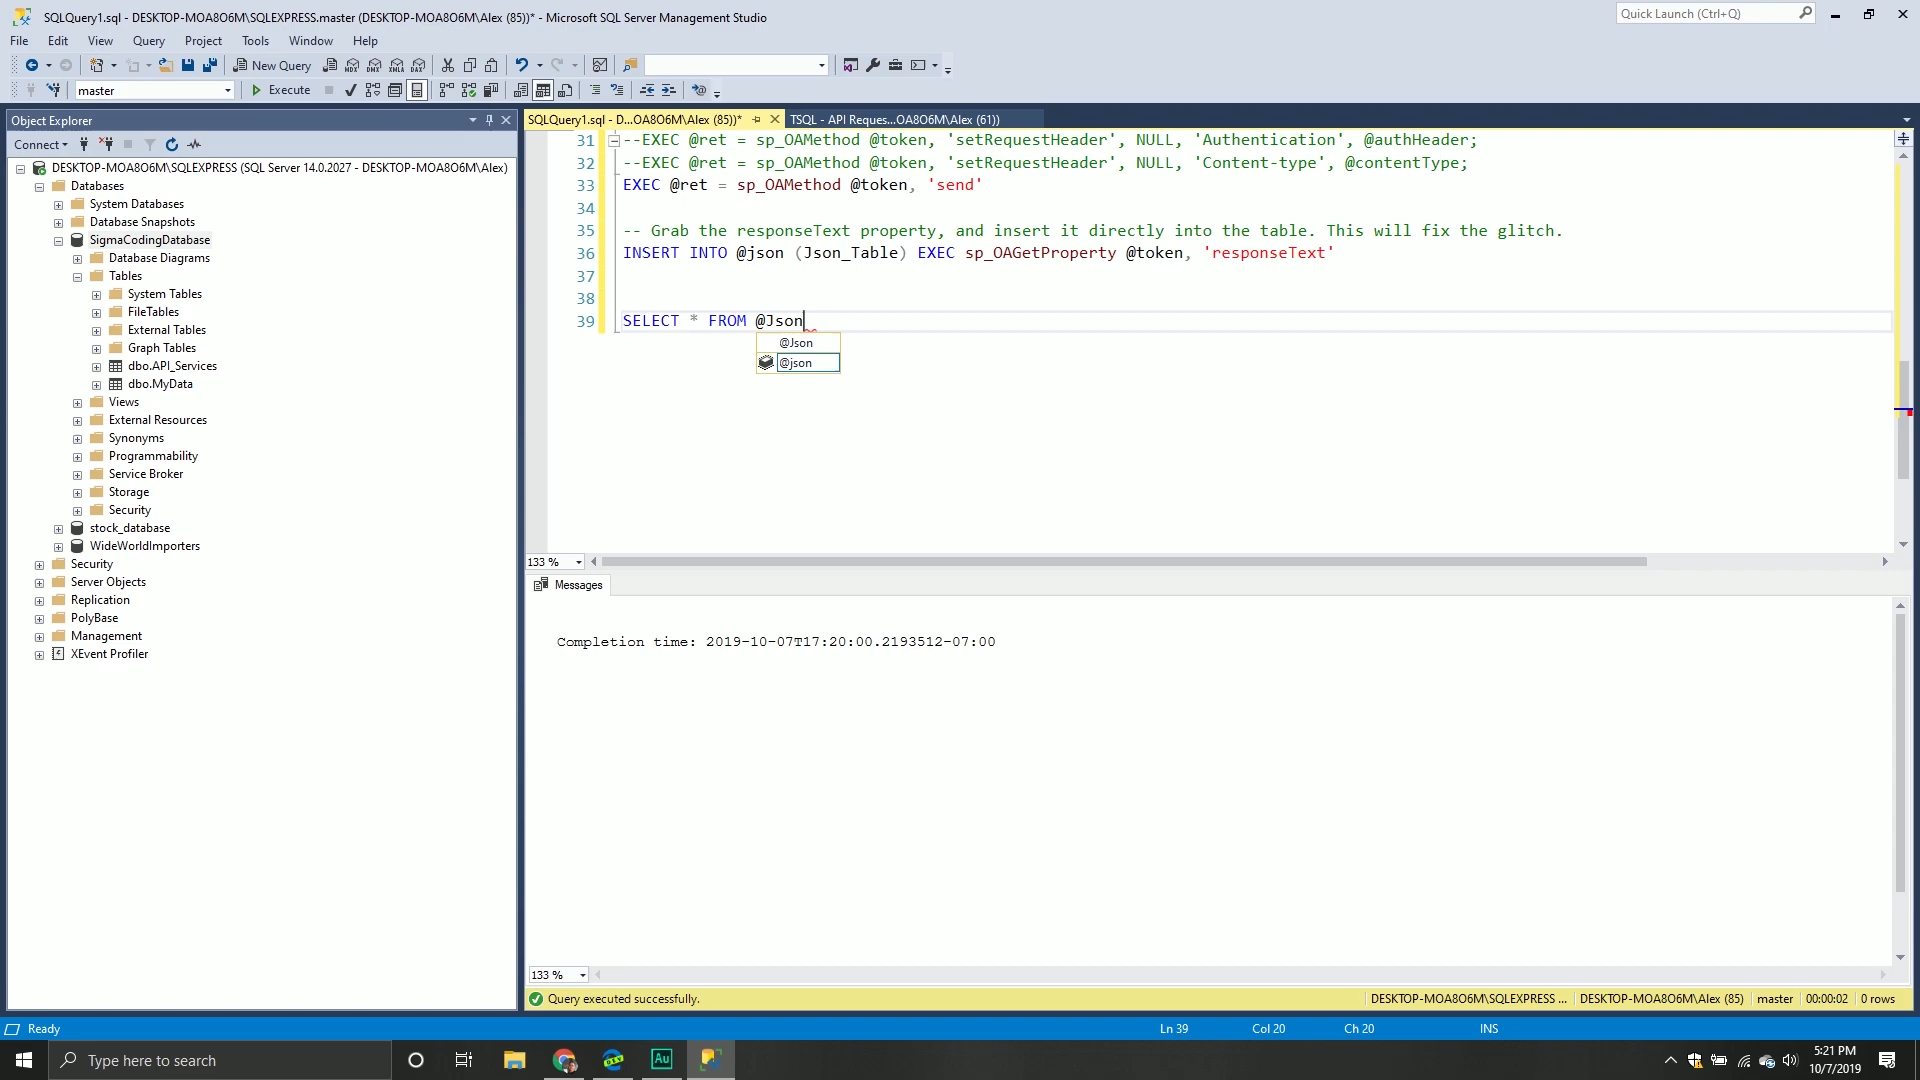 SQLQuery1.sql - DESKTOP-MOA8O6M\SQLEXPRESS.master (DESKTOP-MOA8O6M\Alex (85))* - Microsoft SQL Server Management Studio
Quick Launch (Ctrl+Q)
File Edit View Query Project Tools Window Help
New Query
MDX DMX XMLA DAX
master
Execute
Object Explorer
SQLQuery1.sql - D...OA8O6M\Alex (85))*
TSQL - API Reques...OA8O6M\Alex (61))
Connect
DESKTOP-MOA8O6M\SQLEXPRESS (SQL Server 14.0.2027 - DESKTOP-MOA8O6M\Alex)
Databases
System Databases
Database Snapshots
SigmaCodingDatabase
Database Diagrams
Tables
System Tables
FileTables
External Tables
Graph Tables
dbo.API_Services
dbo.MyData
Views
External Resources
Synonyms
Programmability
Service Broker
Storage
Security
stock_database
WideWorldImporters
Security
Server Objects
Replication
PolyBase
Management
XEvent Profiler
31 --EXEC @ret = sp_OAMethod @token, 'setRequestHeader', NULL, 'Authentication', @authHeader;
32 --EXEC @ret = sp_OAMethod @token, 'setRequestHeader', NULL, 'Content-type', @contentType;
33 EXEC @ret = sp_OAMethod @token, 'send'
34
35 -- Grab the responseText property, and insert it directly into the table. This will fix the glitch.
36 INSERT INTO @json (Json_Table) EXEC sp_OAGetProperty @token, 'responseText'
37
38
39 SELECT * FROM @Json
@Json
@json
133 %
Messages
Completion time: 2019-10-07T17:20:00.2193512-07:00
133 %
Query executed successfully.
DESKTOP-MOA8O6M\SQLEXPRESS ... DESKTOP-MOA8O6M\Alex (85) master 00:00:02 0 rows
Ready
Ln 39 Col 20 Ch 20 INS
Type here to search
DEV
Au
5:21 PM
10/7/2019